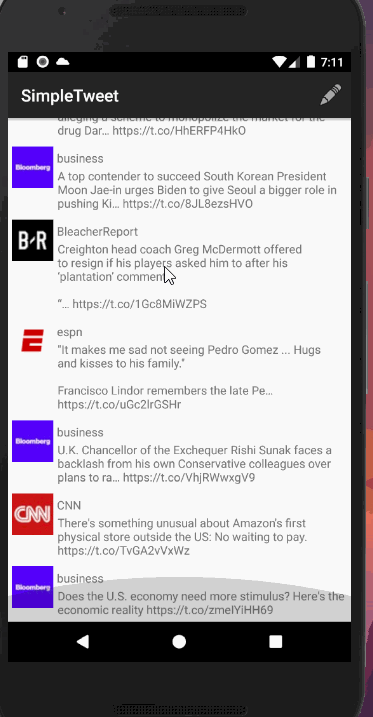 7:11
SimpleTweet
alleging a scheme to monopolize the market for the
drug Dar... https://t.co/HhERFP4HkO
Bloomberg
business
A top contender to succeed South Korean President
Moon Jae-in urges Biden to give Seoul a bigger role in
pushing Ki... https://t.co/8JL8ezsHVO
B/R
BleacherReport
Creighton head coach Greg McDermott offered
to resign if his players asked him to after his
'plantation' comment
"... https://t.co/1Gc8MiWZPS
E
espn
"It makes me sad not seeing Pedro Gomez ... Hugs
and kisses to his family."
Francisco Lindor remembers the late Pe...
https://t.co/uGc2lrGSHr
Bloomberg
business
U.K. Chancellor of the Exchequer Rishi Sunak faces a
backlash from his own Conservative colleagues over
plans to ra... https://t.co/VhjRWwxgV9
CNN
CNN
There's something unusual about Amazon's first
physical store outside the US: No waiting to pay.
https://t.co/TvGA2vVxWz
Bloomberg
business
Does the U.S. economy need more stimulus? Here's the
economic reality https://t.co/zmelYiHH69